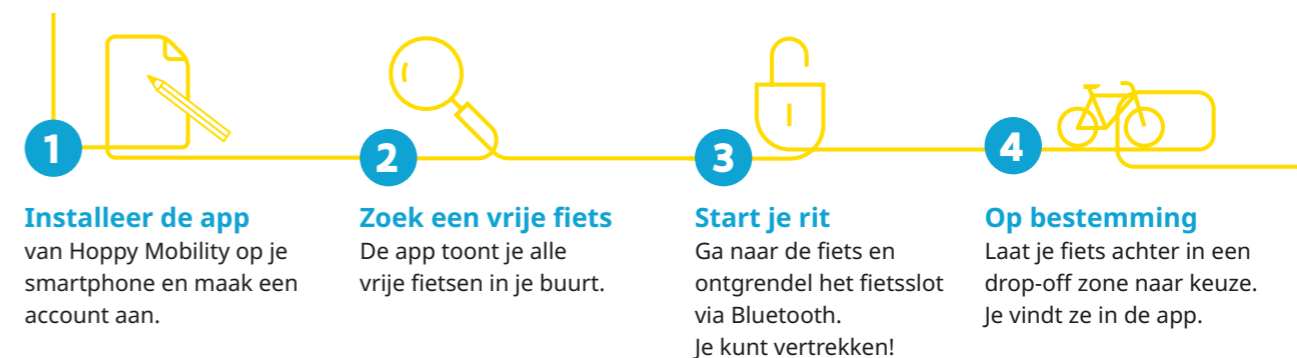 1
Installeer de app
van Hoppy Mobility op je
smartphone en maak een
account aan.
2
Zoek een vrije fiets
De app toont je alle
vrije fietsen in je buurt.
3
Start je rit
Ga naar de fiets en
ontgrendel het fietsslot
via Bluetooth.
Je kunt vertrekken!
4
Op bestemming
Laat je fiets achter in een
drop-off zone naar keuze.
Je vindt ze in de app.